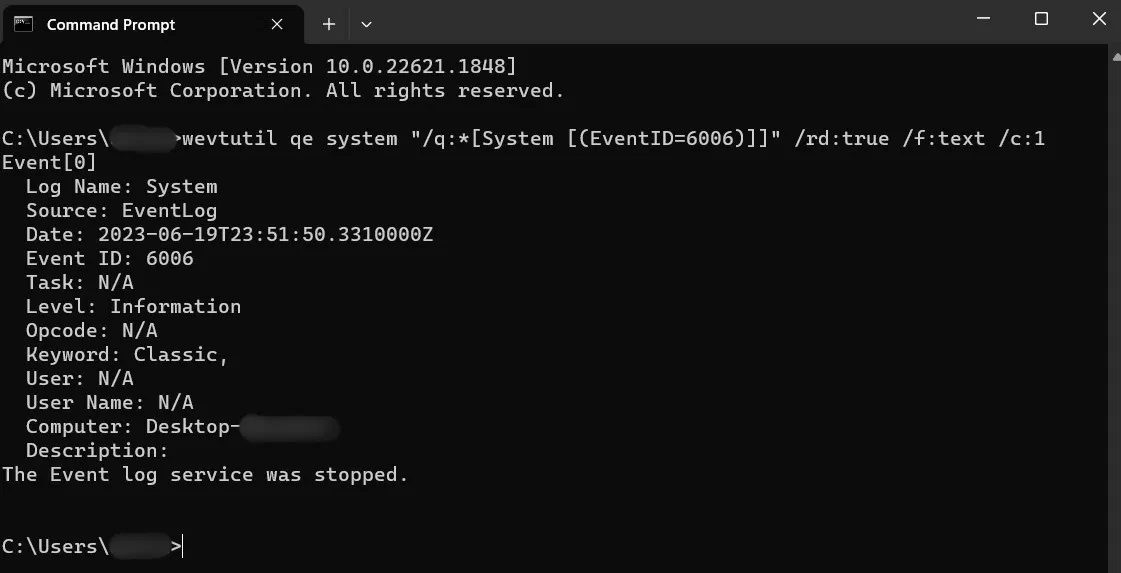 Command Prompt
Microsoft Windows [Version 10.0.22621.1848]
(c) Microsoft Corporation. All rights reserved.
C:\Users\ >wevtutil qe system "/q:*[System [(EventID=6006)]]" /rd:true /f:text /c:1
Event[0]
Log Name: System
Source: EventLog
Date: 2023-06-19T23:51:50.3310000Z
Event ID: 6006
Task: N/A
Level: Information
Opcode: N/A
Keyword: Classic,
User: N/A
User Name: N/A
Computer: Desktop-
Description:
The Event log service was stopped.
C:\Users\ >